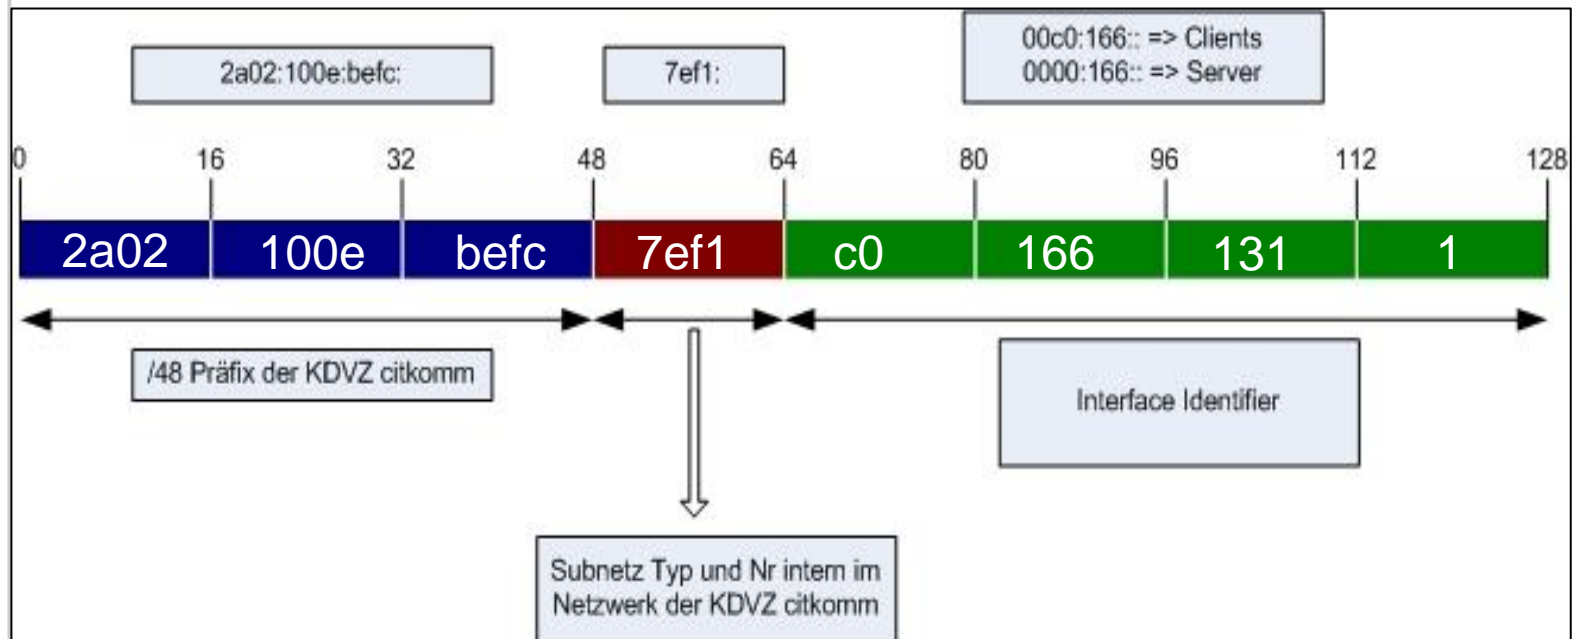 2a02:100e:befc:
7ef1:
00c0:166:: => Clients
0000:166:: => Server
0 16 32 48 64 80 96 112 128
2a02 100e befc 7ef1 c0 166 131 1
/48 Präfix der KDVZ citkomm
Interface Identifier
Subnetz Typ und Nr intern im
Netzwerk der KDVZ citkomm